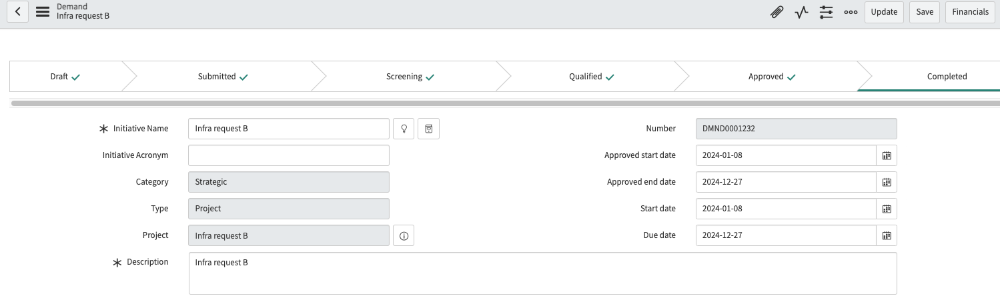 Demand
Infra request B
Update Save Financials
Draft Submitted Screening Qualified Approved Completed
Initiative Name Infra request B Number DMND0001232
Initiative Acronym Approved start date 2024-01-08
Category Strategic Approved end date 2024-12-27
Type Project Start date 2024-01-08
Project Infra request B Due date 2024-12-27
Description Infra request B